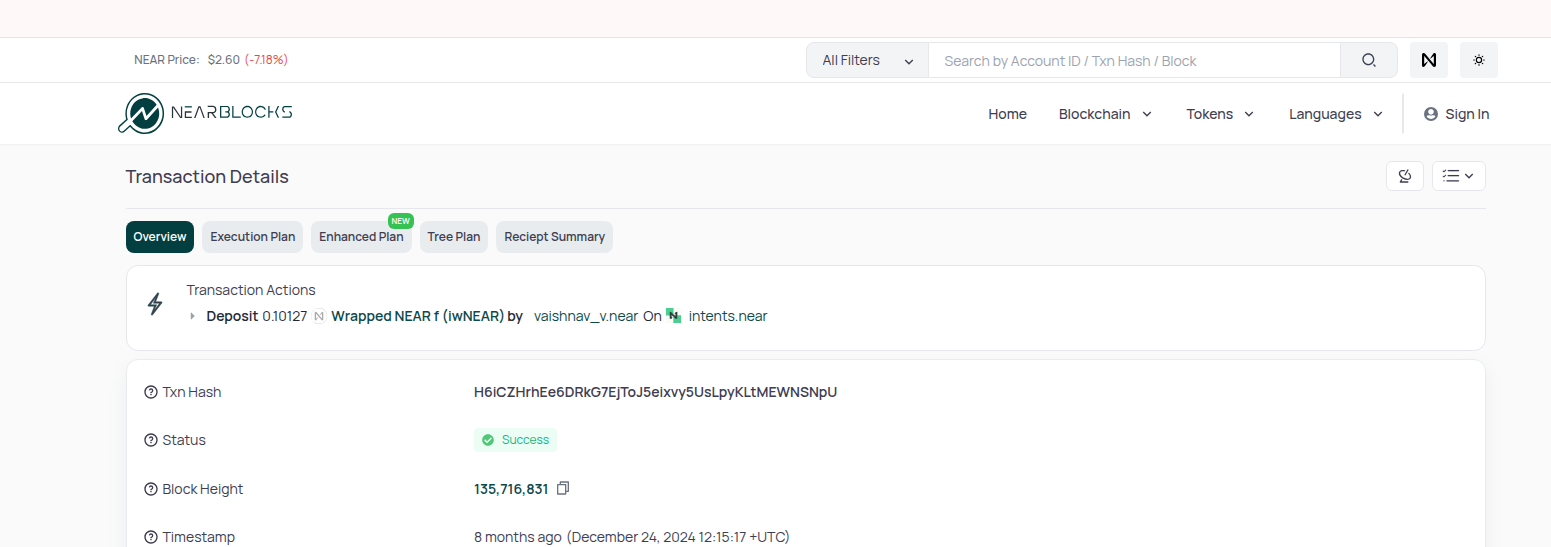 NEAR Price: $2.60 (-7.18%)
All Filters Search by Account ID / Txn Hash / Block
NEARBLOCKS Home Blockchain Tokens Languages Sign In
Transaction Details
NEW
Overview Execution Plan Enhanced Plan Tree Plan Reciept Summary
Transaction Actions
Deposit 0.10127 Wrapped NEAR f (iwNEAR) by vaishnav_v.near On intents.near
Txn Hash H6iCZHrhEe6DRkG7EjToJ5eixvy5UsLpyKLtMEWNSNpU
Status Success
Block Height 135,716,831
Timestamp 8 months ago (December 24, 2024 12:15:17 +UTC)